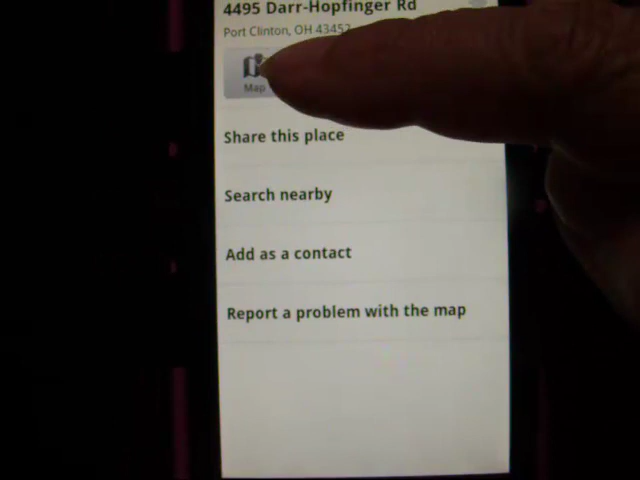 4495 Darr-Hopfinger Rd
Port Clinton, OH 43452
Map
Share this place
Search nearby
Add as a contact
Report a problem with the map